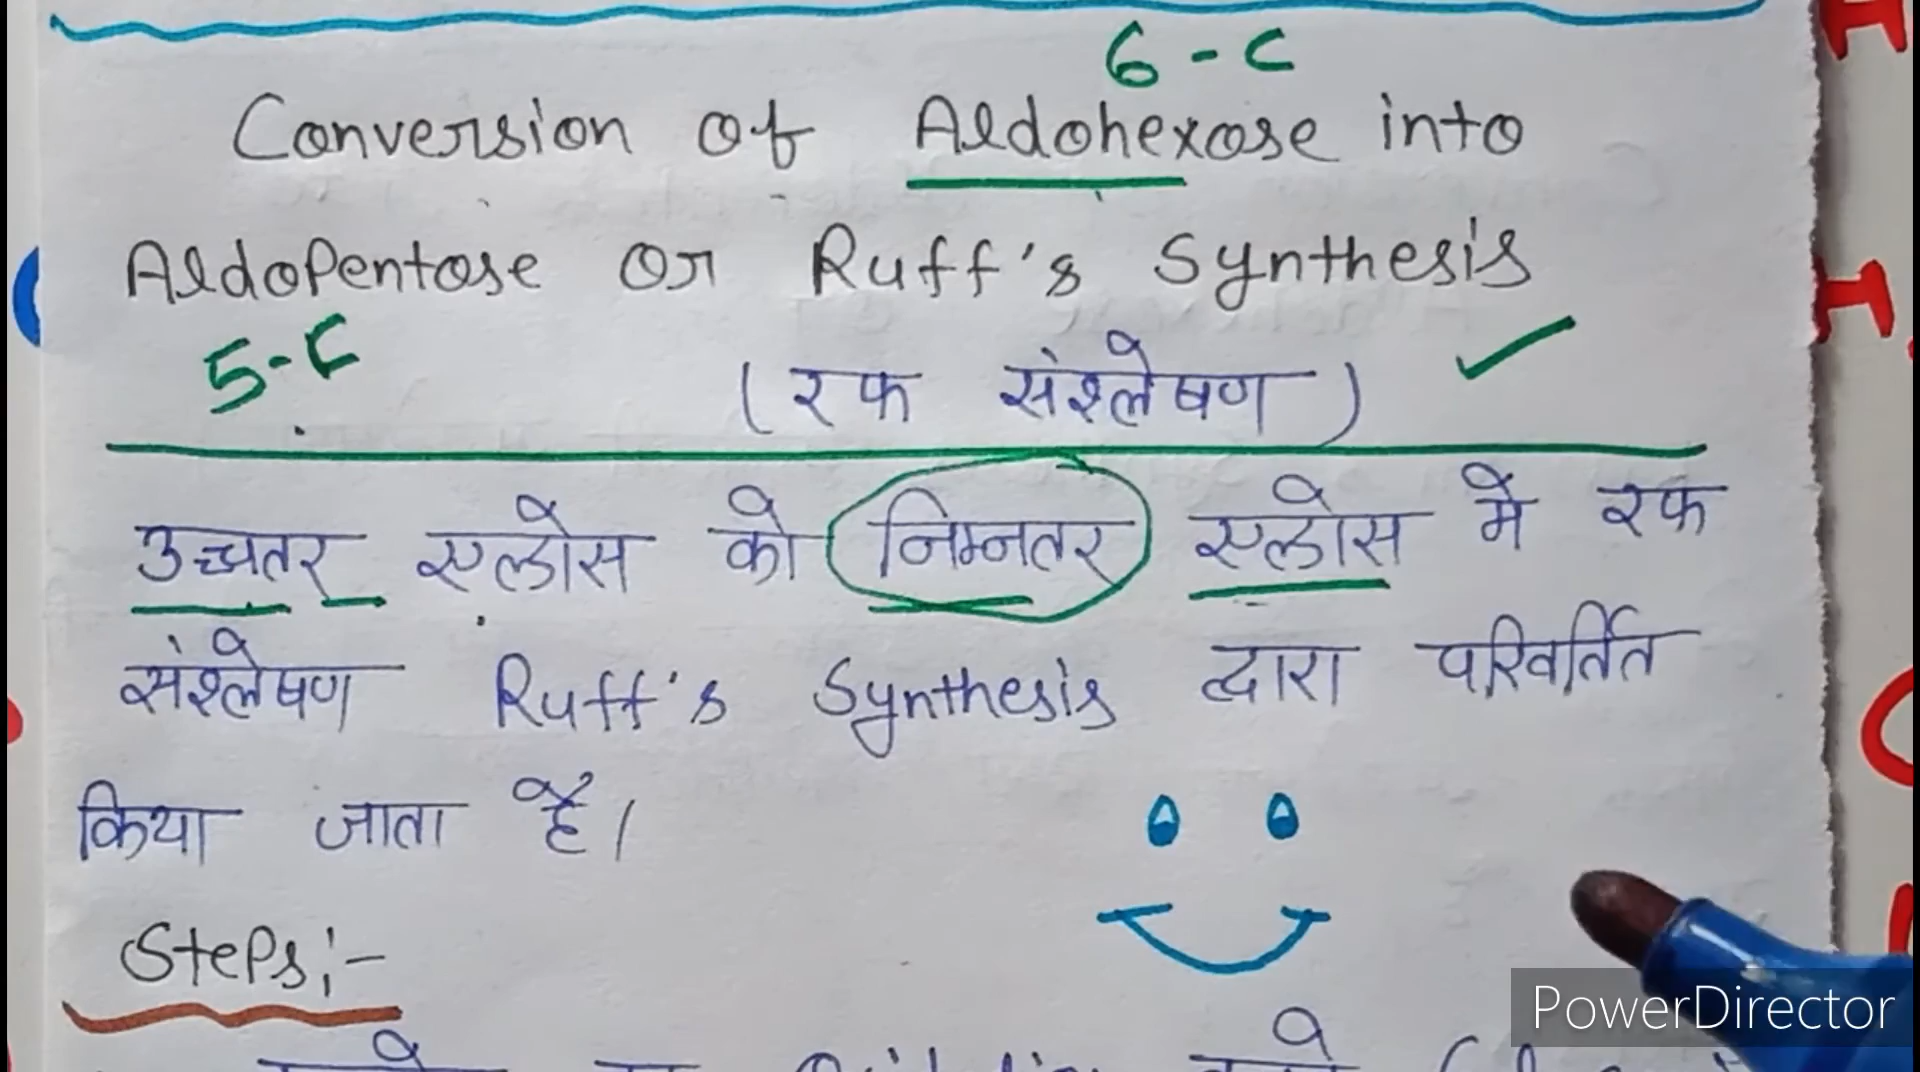 6-C
Conversion of Aldohexose into
Aldopentose or Ruff's Synthesis
5-C
(रफ संश्लेषण)
उच्चतर एल्डोस को निम्नतर एल्डोस मे रफ
संश्लेषण Ruff's Synthesis द्वारा परिवर्तित
किया जाता है।
Steps:-
PowerDirector